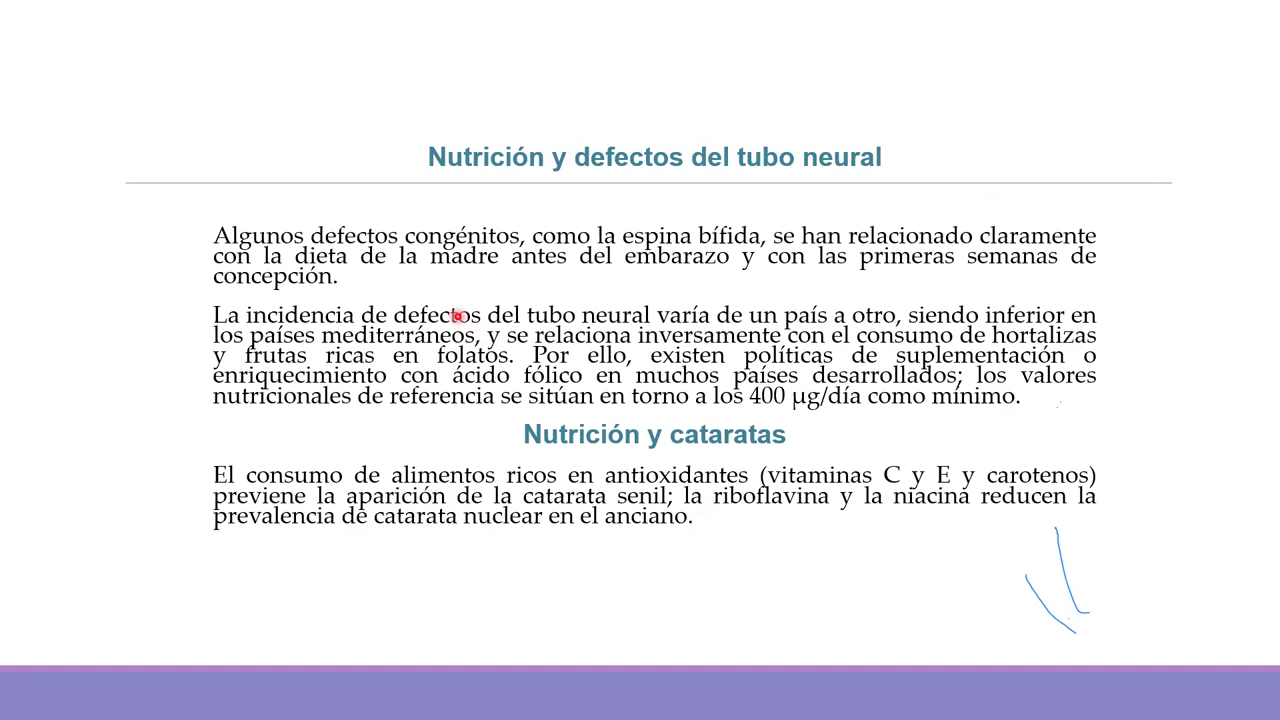 Nutrición y defectos del tubo neural
Algunos defectos congénitos, como la espina bífida, se han relacionado claramente
con la dieta de la madre antes del embarazo y con las primeras semanas de
concepción.
La incidencia de defectos del tubo neural varía de un país a otro, siendo inferior en
los países mediterráneos, y se relaciona inversamente con el consumo de hortalizas
y frutas ricas en folatos. Por ello, existen políticas de suplementación o
enriquecimiento con ácido fólico en muchos países desarrollados; los valores
nutricionales de referencia se sitúan en torno a los 400 µg/día como mínimo.
Nutrición y cataratas
El consumo de alimentos ricos en antioxidantes (vitaminas C y E y carotenos)
previene la aparición de la catarata senil; la riboflavina y la niacina reducen la
prevalencia de catarata nuclear en el anciano.